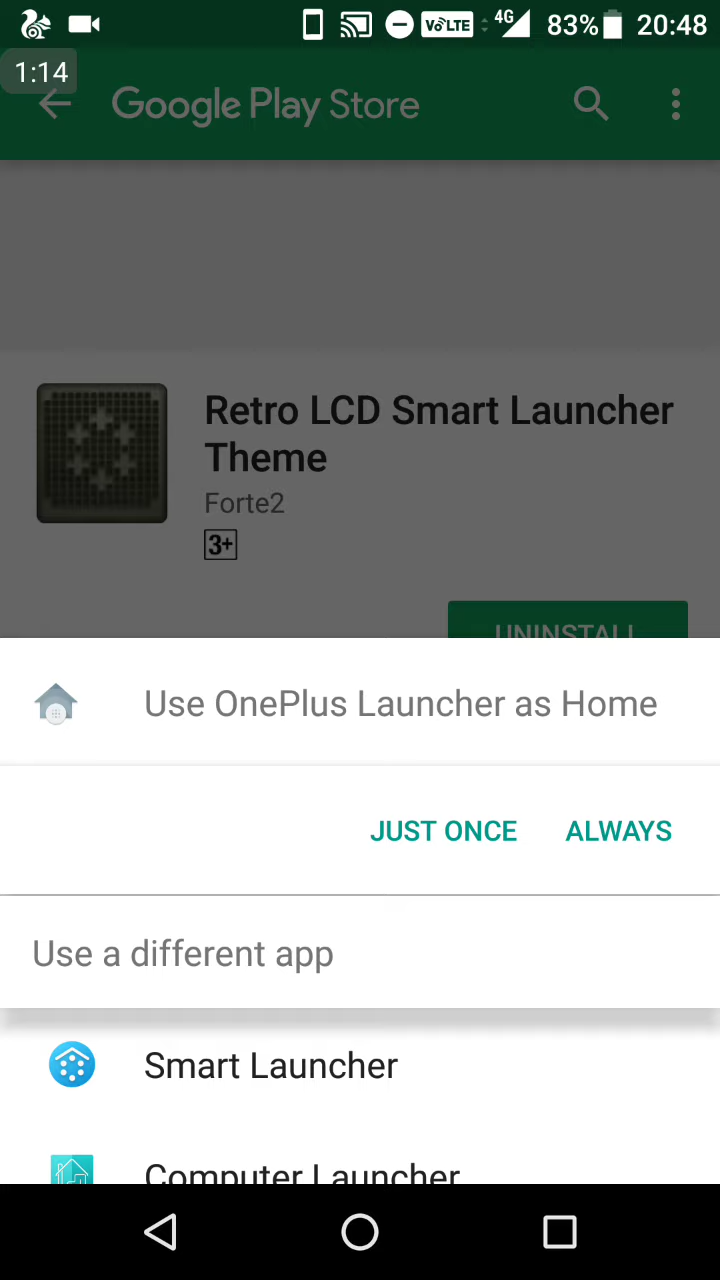 VoLTE 4G 83% 20:48
1:14
Google Play Store
Retro LCD Smart Launcher
Theme
Forte2
3+
UNINSTALL
Use OnePlus Launcher as Home
JUST ONCE ALWAYS
Use a different app
Smart Launcher
Computer Launcher